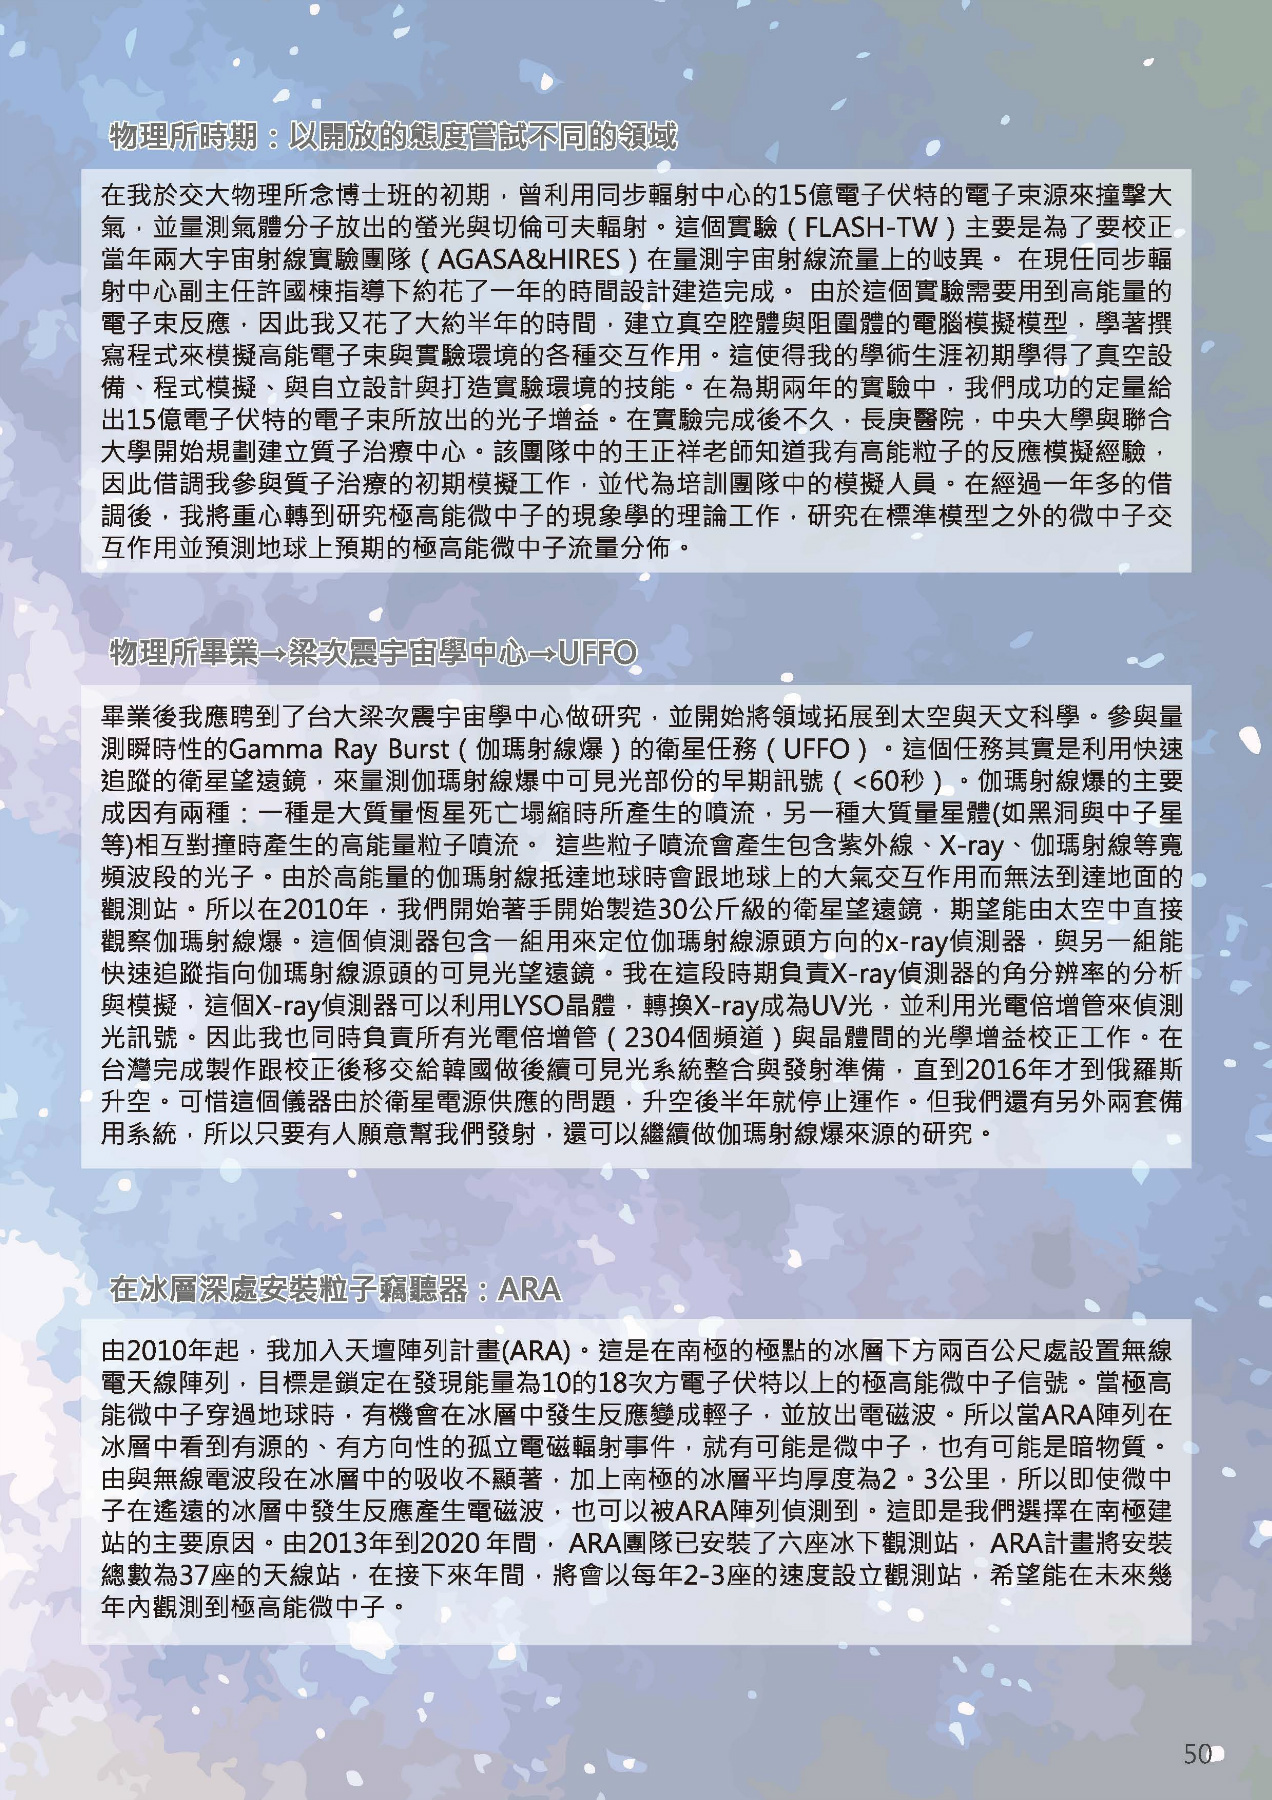 物理所時期：以開放的態度嘗試不同的領域
在我於交大物理所念博士班的初期，曾利用同步輻射中心的15億電子伏特的電子束源來撞擊大
氣，並量測氣體分子放出的螢光與切倫可夫輻射。這個實驗（FLASH-TW）主要是為了要校正
當年兩大宇宙射線實驗團隊（AGASA&HIRES）在量測宇宙射線流量上的歧異。 在現任同步輻
射中心副主任許國棟指導下約花了一年的時間設計建造完成。 由於這個實驗需要用到高能量的
電子束反應，因此我又花了大約半年的時間，建立真空腔體與阻圍體的電腦模擬模型，學著撰
寫程式來模擬高能電子束與實驗環境的各種交互作用。這使得我的學術生涯初期學得了真空設
備、程式模擬、與自立設計與打造實驗環境的技能。在為期兩年的實驗中，我們成功的定量給
出15億電子伏特的電子束所放出的光子增益。在實驗完成後不久，長庚醫院，中央大學與聯合
大學開始規劃建立質子治療中心。該團隊中的王正祥老師知道我有高能粒子的反應模擬經驗，
因此借調我參與質子治療的初期模擬工作，並代為培訓團隊中的模擬人員。在經過一年多的借
調後，我將重心轉到研究極高能微中子的現象學的理論工作，研究在標準模型之外的微中子交
互作用並預測地球上預期的極高能微中子流量分佈。
物理所畢業→梁次震宇宙學中心→UFFO
畢業後我應聘到了台大梁次震宇宙學中心做研究，並開始將領域拓展到太空與天文科學。參與量
測瞬時性的Gamma Ray Burst（伽瑪射線爆）的衛星任務（UFFO）。這個任務其實是利用快速
追蹤的衛星望遠鏡，來量測伽瑪射線爆中可見光部份的早期訊號（<60秒）。伽瑪射線爆的主要
成因有兩種：一種是大質量恆星死亡塌縮時所產生的噴流，另一種大質量星體(如黑洞與中子星
等)相互對撞時產生的高能量粒子噴流。 這些粒子噴流會產生包含紫外線、X-ray、伽瑪射線等寬
頻波段的光子。由於高能量的伽瑪射線抵達地球時會跟地球上的大氣交互作用而無法到達地面的
觀測站。所以在2010年，我們開始著手開始製造30公斤級的衛星望遠鏡，期望能由太空中直接
觀察伽瑪射線爆。這個偵測器包含一組用來定位伽瑪射線源頭方向的x-ray偵測器，與另一組能
快速追蹤指向伽瑪射線源頭的可見光望遠鏡。我在這段時期負責X-ray偵測器的角分辨率的分析
與模擬，這個X-ray偵測器可以利用LYSO晶體，轉換X-ray成為UV光，並利用光電倍增管來偵測
光訊號。因此我也同時負責所有光電倍增管（2304個頻道）與晶體間的光學增益校正工作。在
台灣完成製作跟校正後移交給韓國做後續可見光系統整合與發射準備，直到2016年才到俄羅斯
升空。可惜這個儀器由於衛星電源供應的問題，升空後半年就停止運作。但我們還有另外兩套備
用系統，所以只要有人願意幫我們發射，還可以繼續做伽瑪射線爆來源的研究。
在冰層深處安裝粒子竊聽器：ARA
由2010年起，我加入天壇陣列計畫(ARA)。這是在南極的極點的冰層下方兩百公尺處設置無線
電天線陣列，目標是鎖定在發現能量為10的18次方電子伏特以上的極高能微中子信號。當極高
能微中子穿過地球時，有機會在冰層中發生反應變成輕子，並放出電磁波。所以當ARA陣列在
冰層中看到有源的、有方向性的孤立電磁輻射事件，就有可能是微中子，也有可能是暗物質。
由與無線電波段在冰層中的吸收不顯著，加上南極的冰層平均厚度為2。3公里，所以即使微中
子在遙遠的冰層中發生反應產生電磁波，也可以被ARA陣列偵測到。這即是我們選擇在南極建
站的主要原因。由2013年到2020 年間， ARA團隊已安裝了六座冰下觀測站， ARA計畫將安裝
總數為37座的天線站，在接下來年間，將會以每年2-3座的速度設立觀測站，希望能在未來幾
年內觀測到極高能微中子。
50